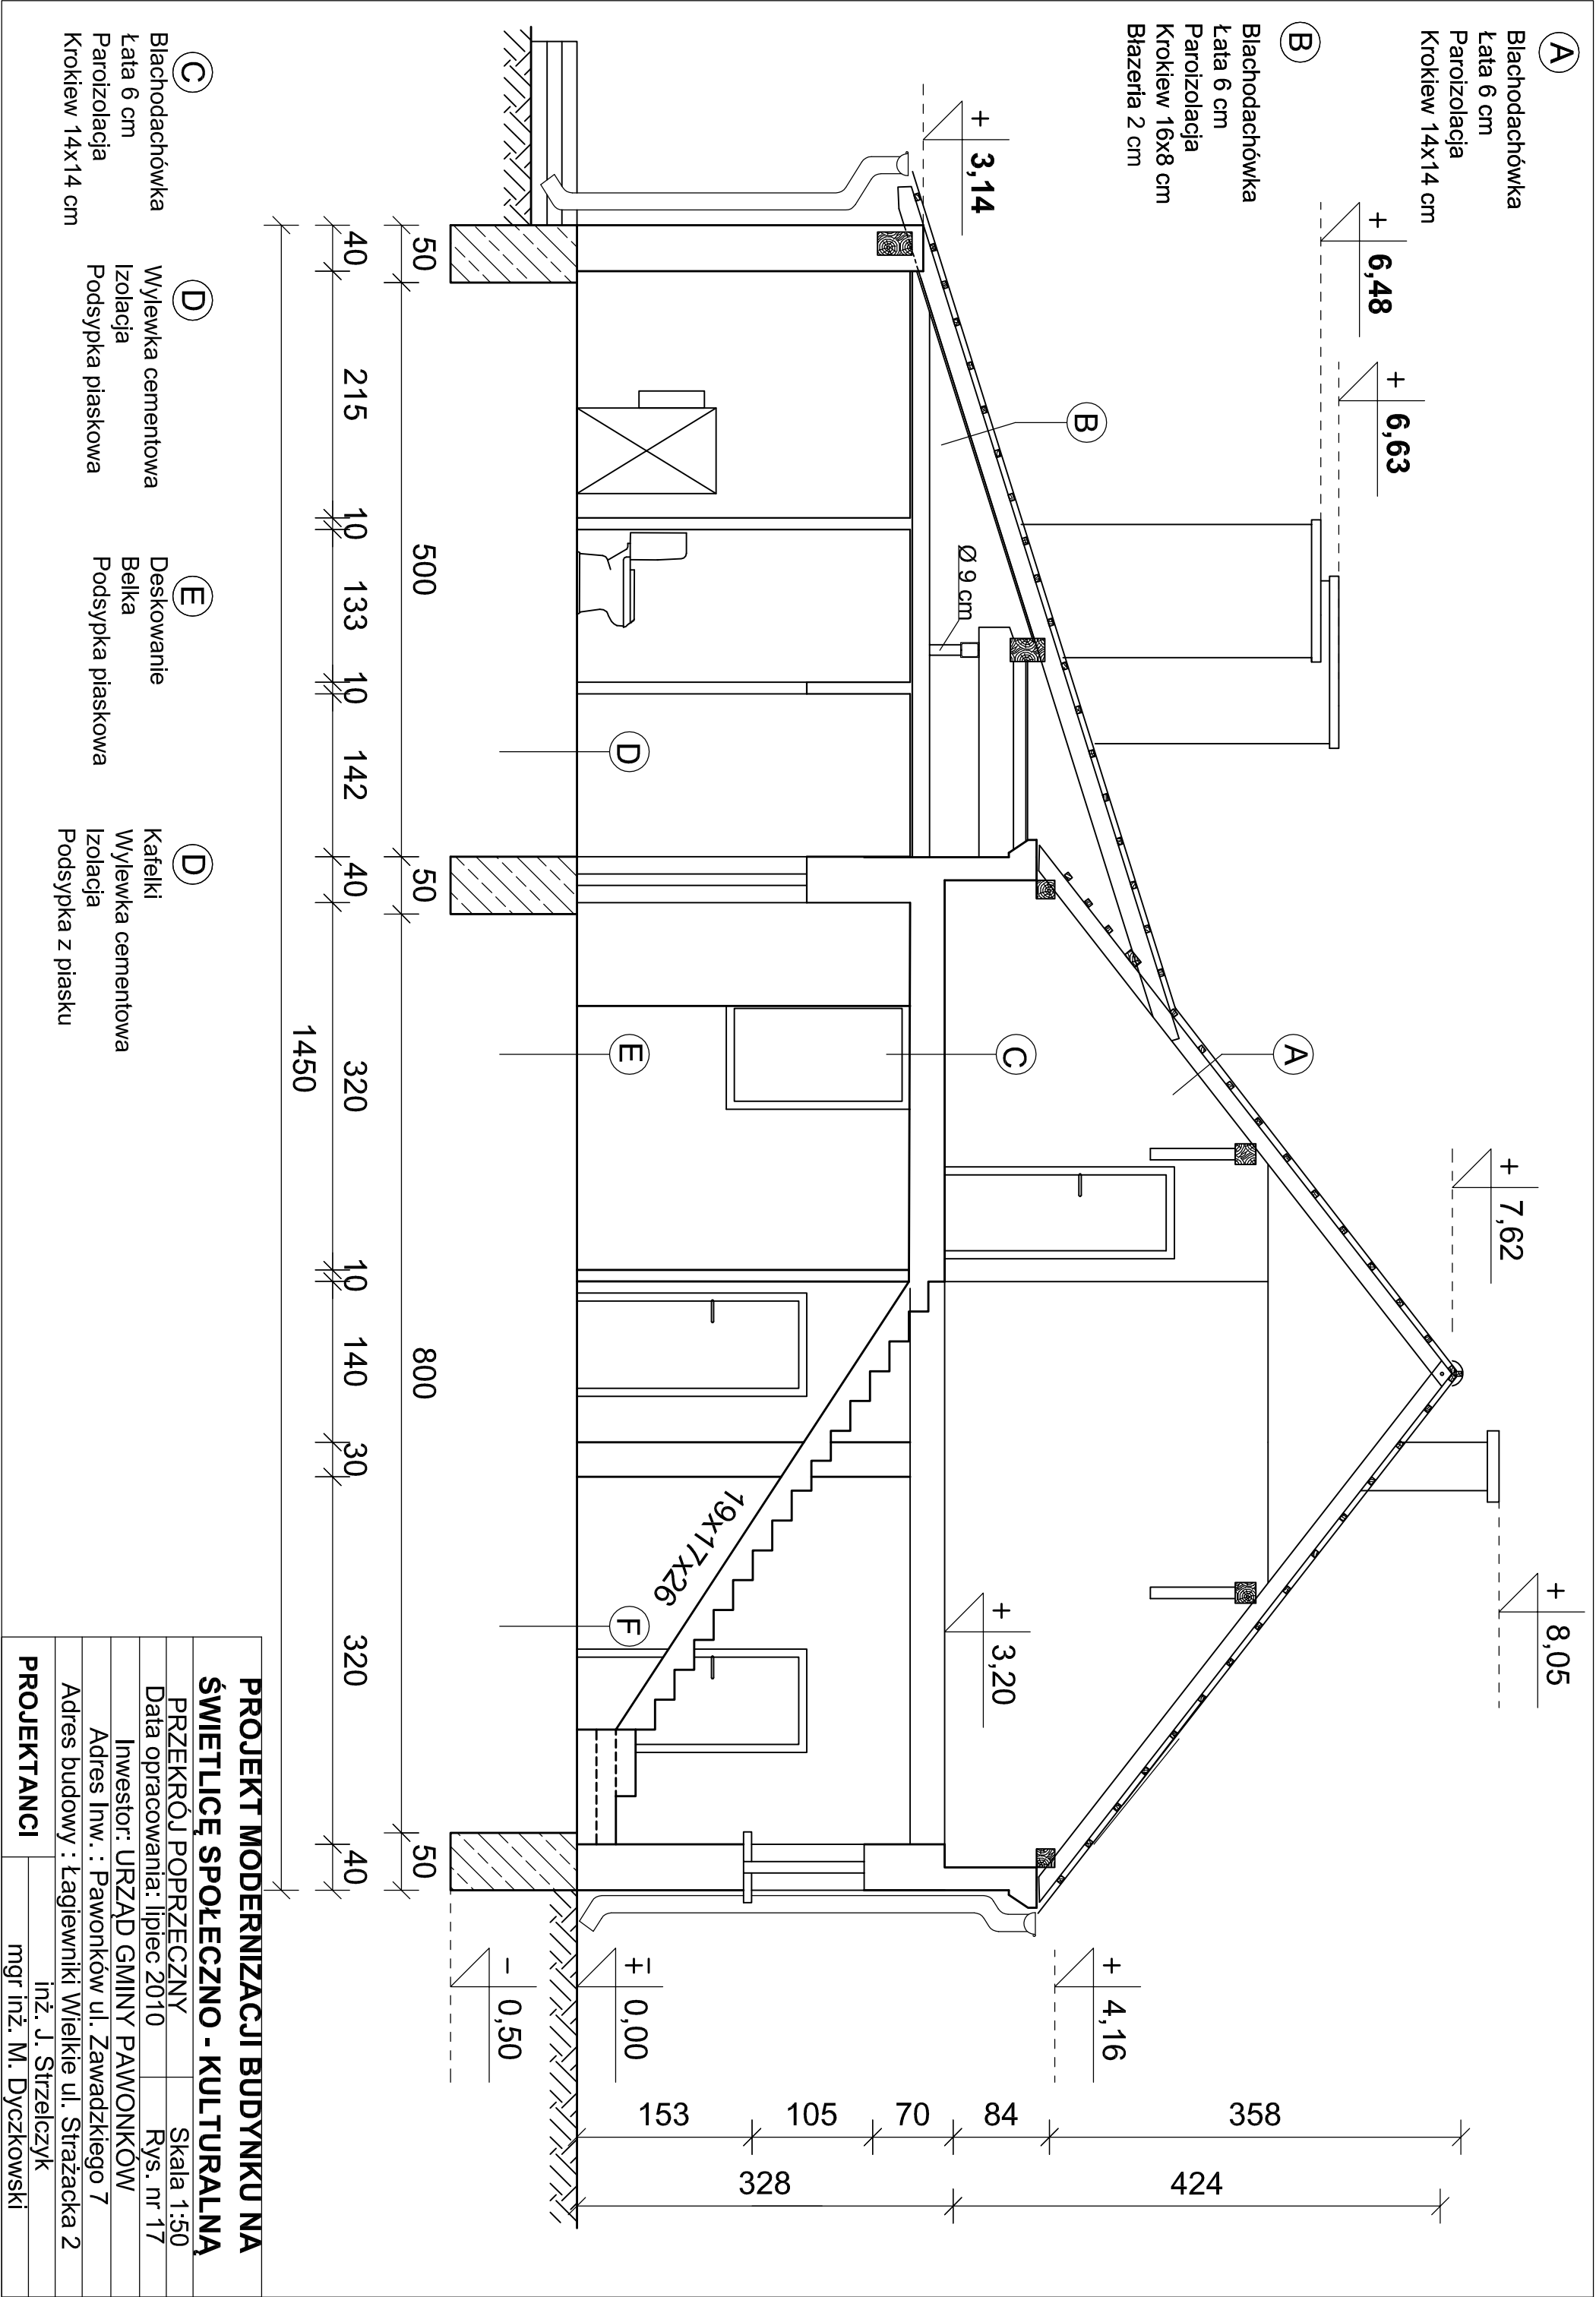 A
Blachodachówka
Łata 6 cm
Paroizolacja
Krokiew 14x14 cm
B
Blachodachówka
Łata 6 cm
Paroizolacja
Krokiew 16x8 cm
Błazeria 2 cm
+ 3,14
+ 6,48
+ 6,63
+ 7,62
+ 8,05
B
Ø 9 cm
A
C
+ 3,20
+ 4,16
D
E
F
19x17x26
± 0,00
- 0,50
358
84
70
105
153
424
328
50 500 50 800 50
40 215 10 133 10 142 40 320 10 140 30 320 40
1450
C
Blachodachówka
Łata 6 cm
Paroizolacja
Krokiew 14x14 cm
D
Wylewka cementowa
Izolacja
Podsypka piaskowa
E
Deskowanie
Belka
Podsypka piaskowa
D
Kafelki
Wylewka cementowa
Izolacja
Podsypka z piasku
PROJEKT MODERNIZACJI BUDYNKU NA
ŚWIETLICĘ SPOŁECZNO - KULTURALNĄ
PRZEKRÓJ POPRZECZNY Skala 1:50
Data opracowania: lipiec 2010 Rys. nr 17
Inwestor: URZĄD GMINY PAWONKÓW
Adres Inw. : Pawonków ul. Zawadzkiego 7
Adres budowy : Łagiewniki Wielkie ul. Strażacka 2
PROJEKTANCI inż. J. Strzelczyk
mgr inż. M. Dyczkowski